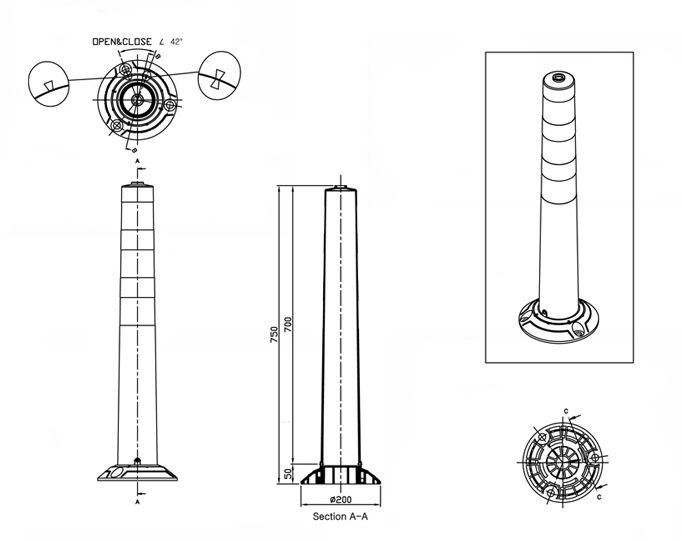 OPEN&CLOSE ∠ 42°
B
B
A
A
750
700
50
Ø200
Section A-A
C
C